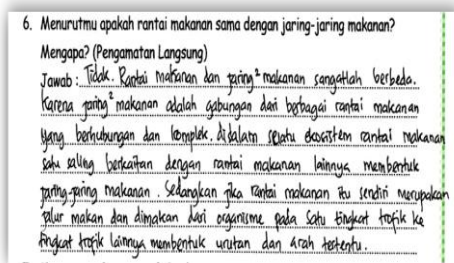 6. Menurutmu apakah rantai makanan sama dengan jaring-jaring makanan?
Mengapa? (Pengamatan Langsung)
Jawab : Tidak. Rantai makanan dan jaring² makanan sangatlah berbeda.
Karena jaring² makanan adalah gabungan dari berbagai rantai makanan
yang berhubungan dan komplek. disalam suatu ekosistem rantai makanan
satu saling berkaitan dengan rantai makanan lainnya membentuk
jaring-jaring makanan. Sedangkan jika rantai makanan itu sendiri merupakan
jalur makan dan dimakan dari organisme pada satu tingkat trofik ke
tingkat trofik lainnya membentuk urutan dan arah tertentu.